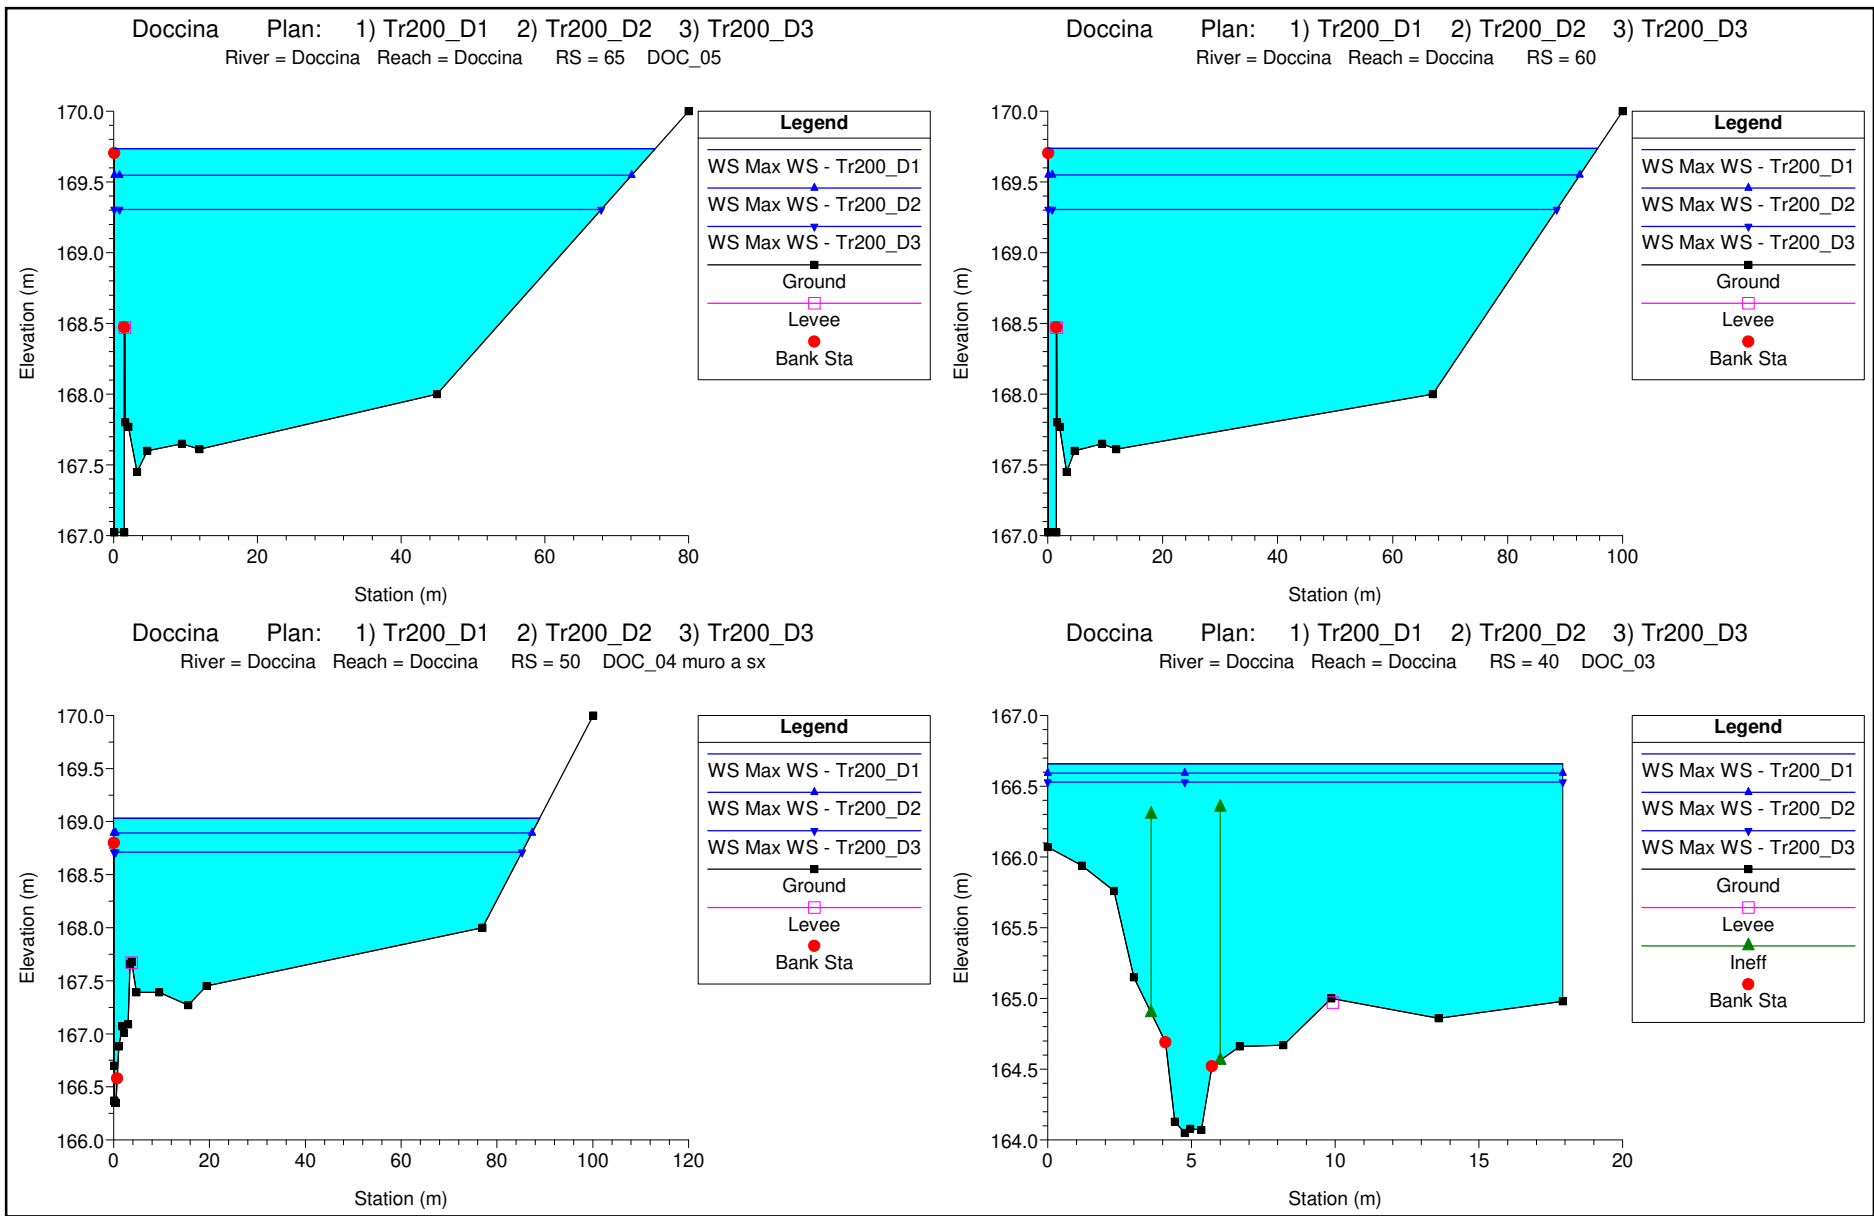 Doccina Plan: 1) Tr200_D1 2) Tr200_D2 3) Tr200_D3
River = Doccina Reach = Doccina RS = 65 DOC_05
170.0
169.5
169.0
168.5
168.0
167.5
167.0
Elevation (m)
0 20 40 60 80
Station (m)
Legend
WS Max WS - Tr200_D1
WS Max WS - Tr200_D2
WS Max WS - Tr200_D3
Ground
Levee
Bank Sta
Doccina Plan: 1) Tr200_D1 2) Tr200_D2 3) Tr200_D3
River = Doccina Reach = Doccina RS = 60
170.0
169.5
169.0
168.5
168.0
167.5
167.0
Elevation (m)
0 20 40 60 80 100
Station (m)
Legend
WS Max WS - Tr200_D1
WS Max WS - Tr200_D2
WS Max WS - Tr200_D3
Ground
Levee
Bank Sta
Doccina Plan: 1) Tr200_D1 2) Tr200_D2 3) Tr200_D3
River = Doccina Reach = Doccina RS = 50 DOC_04 muro a sx
170.0
169.5
169.0
168.5
168.0
167.5
167.0
166.5
166.0
Elevation (m)
0 20 40 60 80 100 120
Station (m)
Legend
WS Max WS - Tr200_D1
WS Max WS - Tr200_D2
WS Max WS - Tr200_D3
Ground
Levee
Bank Sta
Doccina Plan: 1) Tr200_D1 2) Tr200_D2 3) Tr200_D3
River = Doccina Reach = Doccina RS = 40 DOC_03
167.0
166.5
166.0
165.5
165.0
164.5
164.0
Elevation (m)
0 5 10 15 20
Station (m)
Legend
WS Max WS - Tr200_D1
WS Max WS - Tr200_D2
WS Max WS - Tr200_D3
Ground
Levee
Ineff
Bank Sta